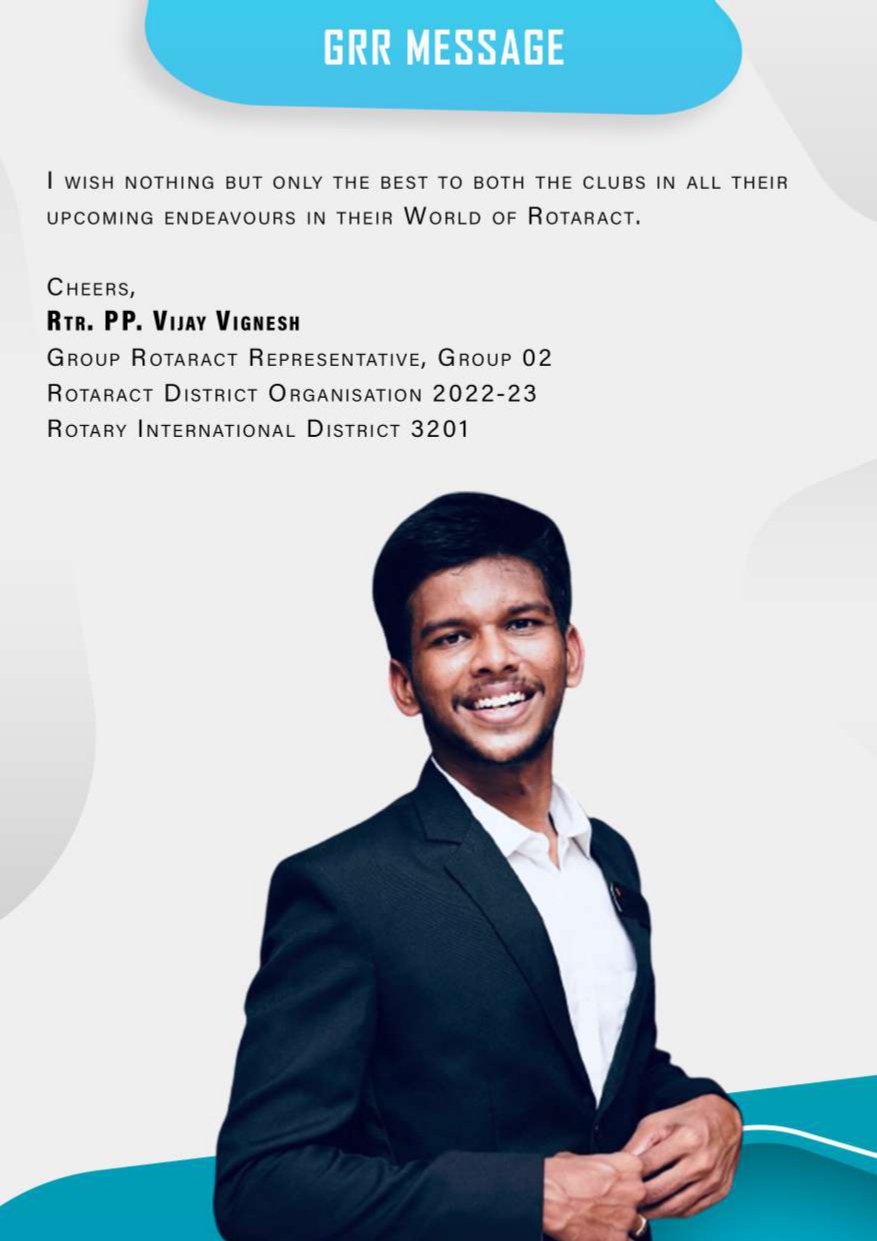 GRR MESSAGE
I wish nothing but only the best to both the clubs in all their
upcoming endeavours in their World of Rotaract.
Cheers,
Rtr. PP. Vijay Vignesh
Group Rotaract Representative, Group 02
Rotaract District Organisation 2022-23
Rotary International District 3201